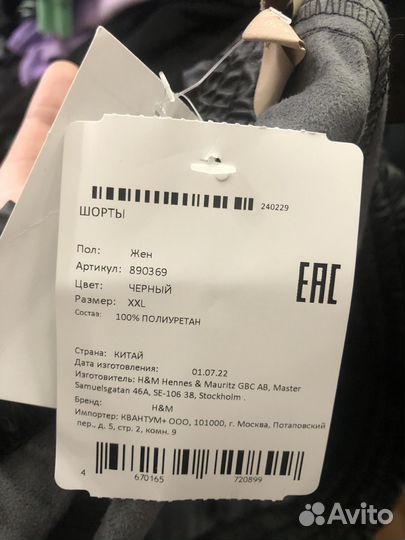 240229
ШОРТЫ
Пол: Жен
Артикул: 890369
Цвет: ЧЕРНЫЙ
Размер: XXL
Состав: 100% ПОЛИУРЕТАН
EAC
Страна: КИТАЙ
Дата изготовления: 01.07.22
Изготовитель: H&M Hennes & Mauritz GBC AB, Master
Samuelsgatan 46A, SE-106 38, Stockholm .
Бренд: H&M
Импортер: КВАНТУМ+ ООО, 101000, г. Москва, Потаповский
пер., д. 5, стр. 2, комн. 9
4 670165 720899
Avito